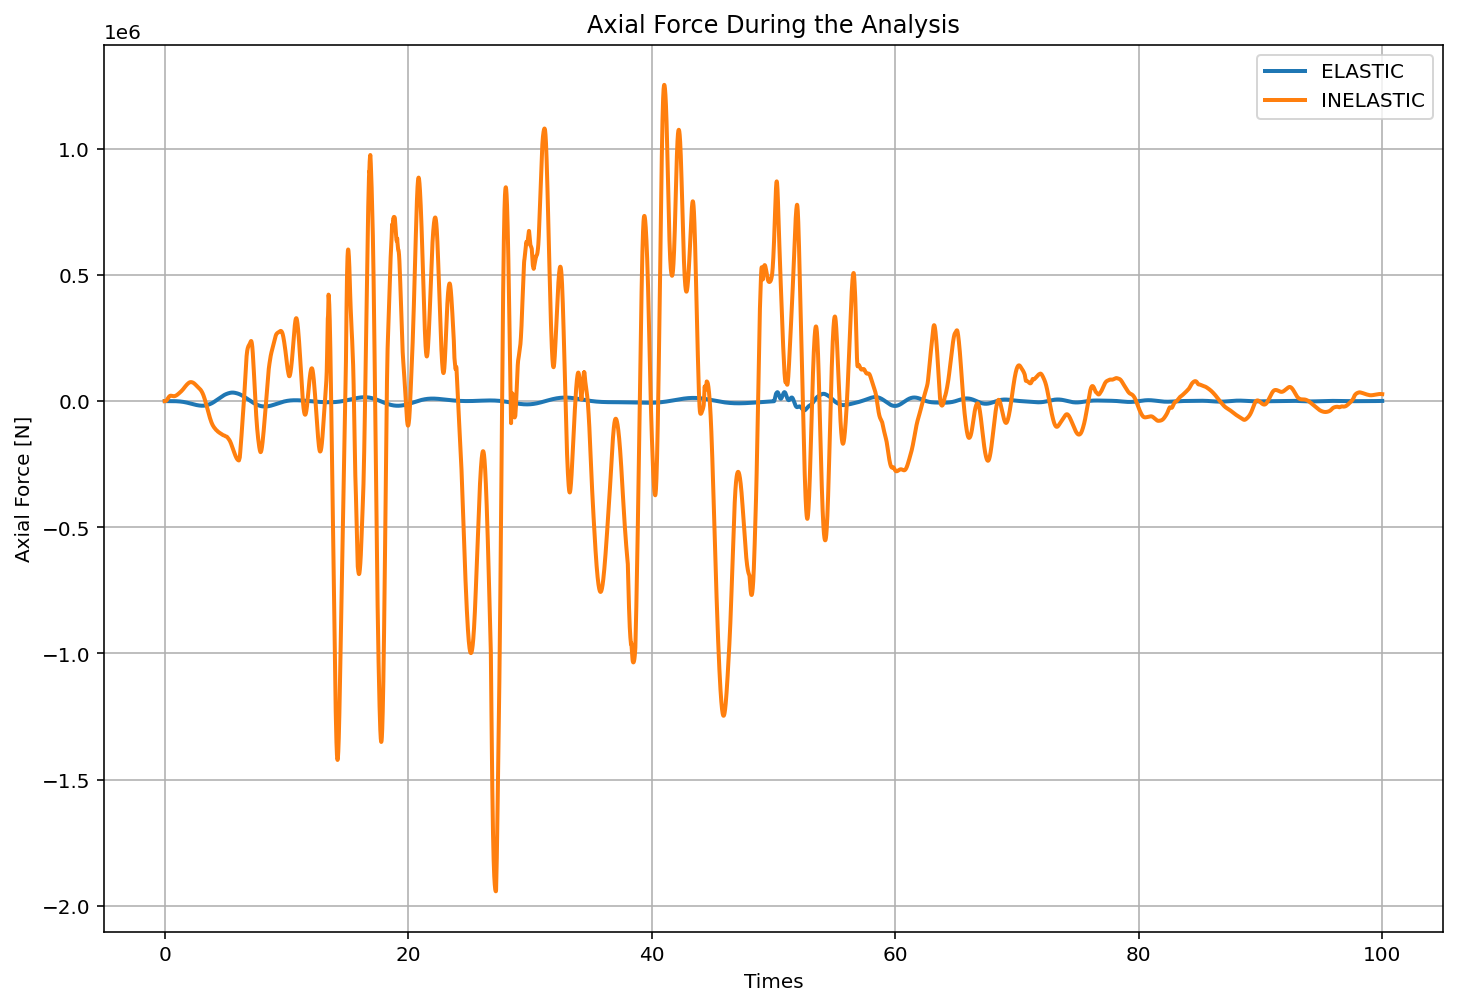 Axial Force During the Analysis
1e6
ELASTIC
INELASTIC
1.0
0.5
0.0
−0.5
−1.0
−1.5
−2.0
Axial Force [N]
0 20 40 60 80 100
Times